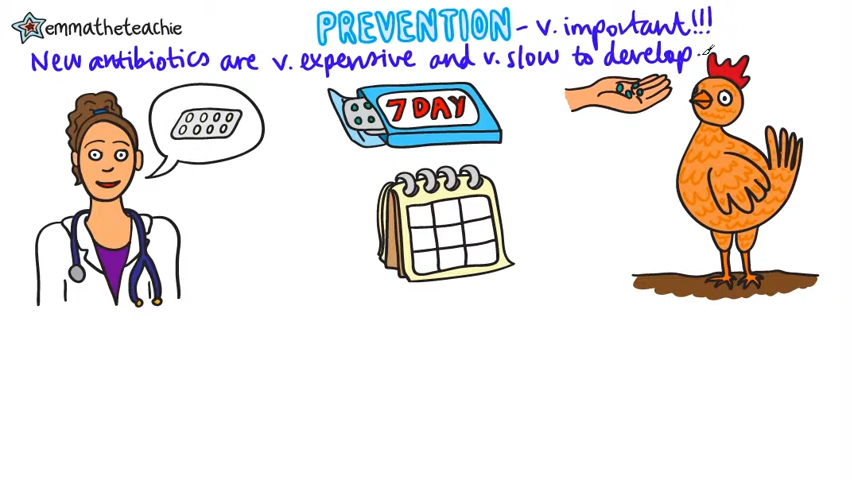 emmatheteachie
PREVENTION - v. important!!!
New antibiotics are v. expensive and v. slow to develop
7 DAY